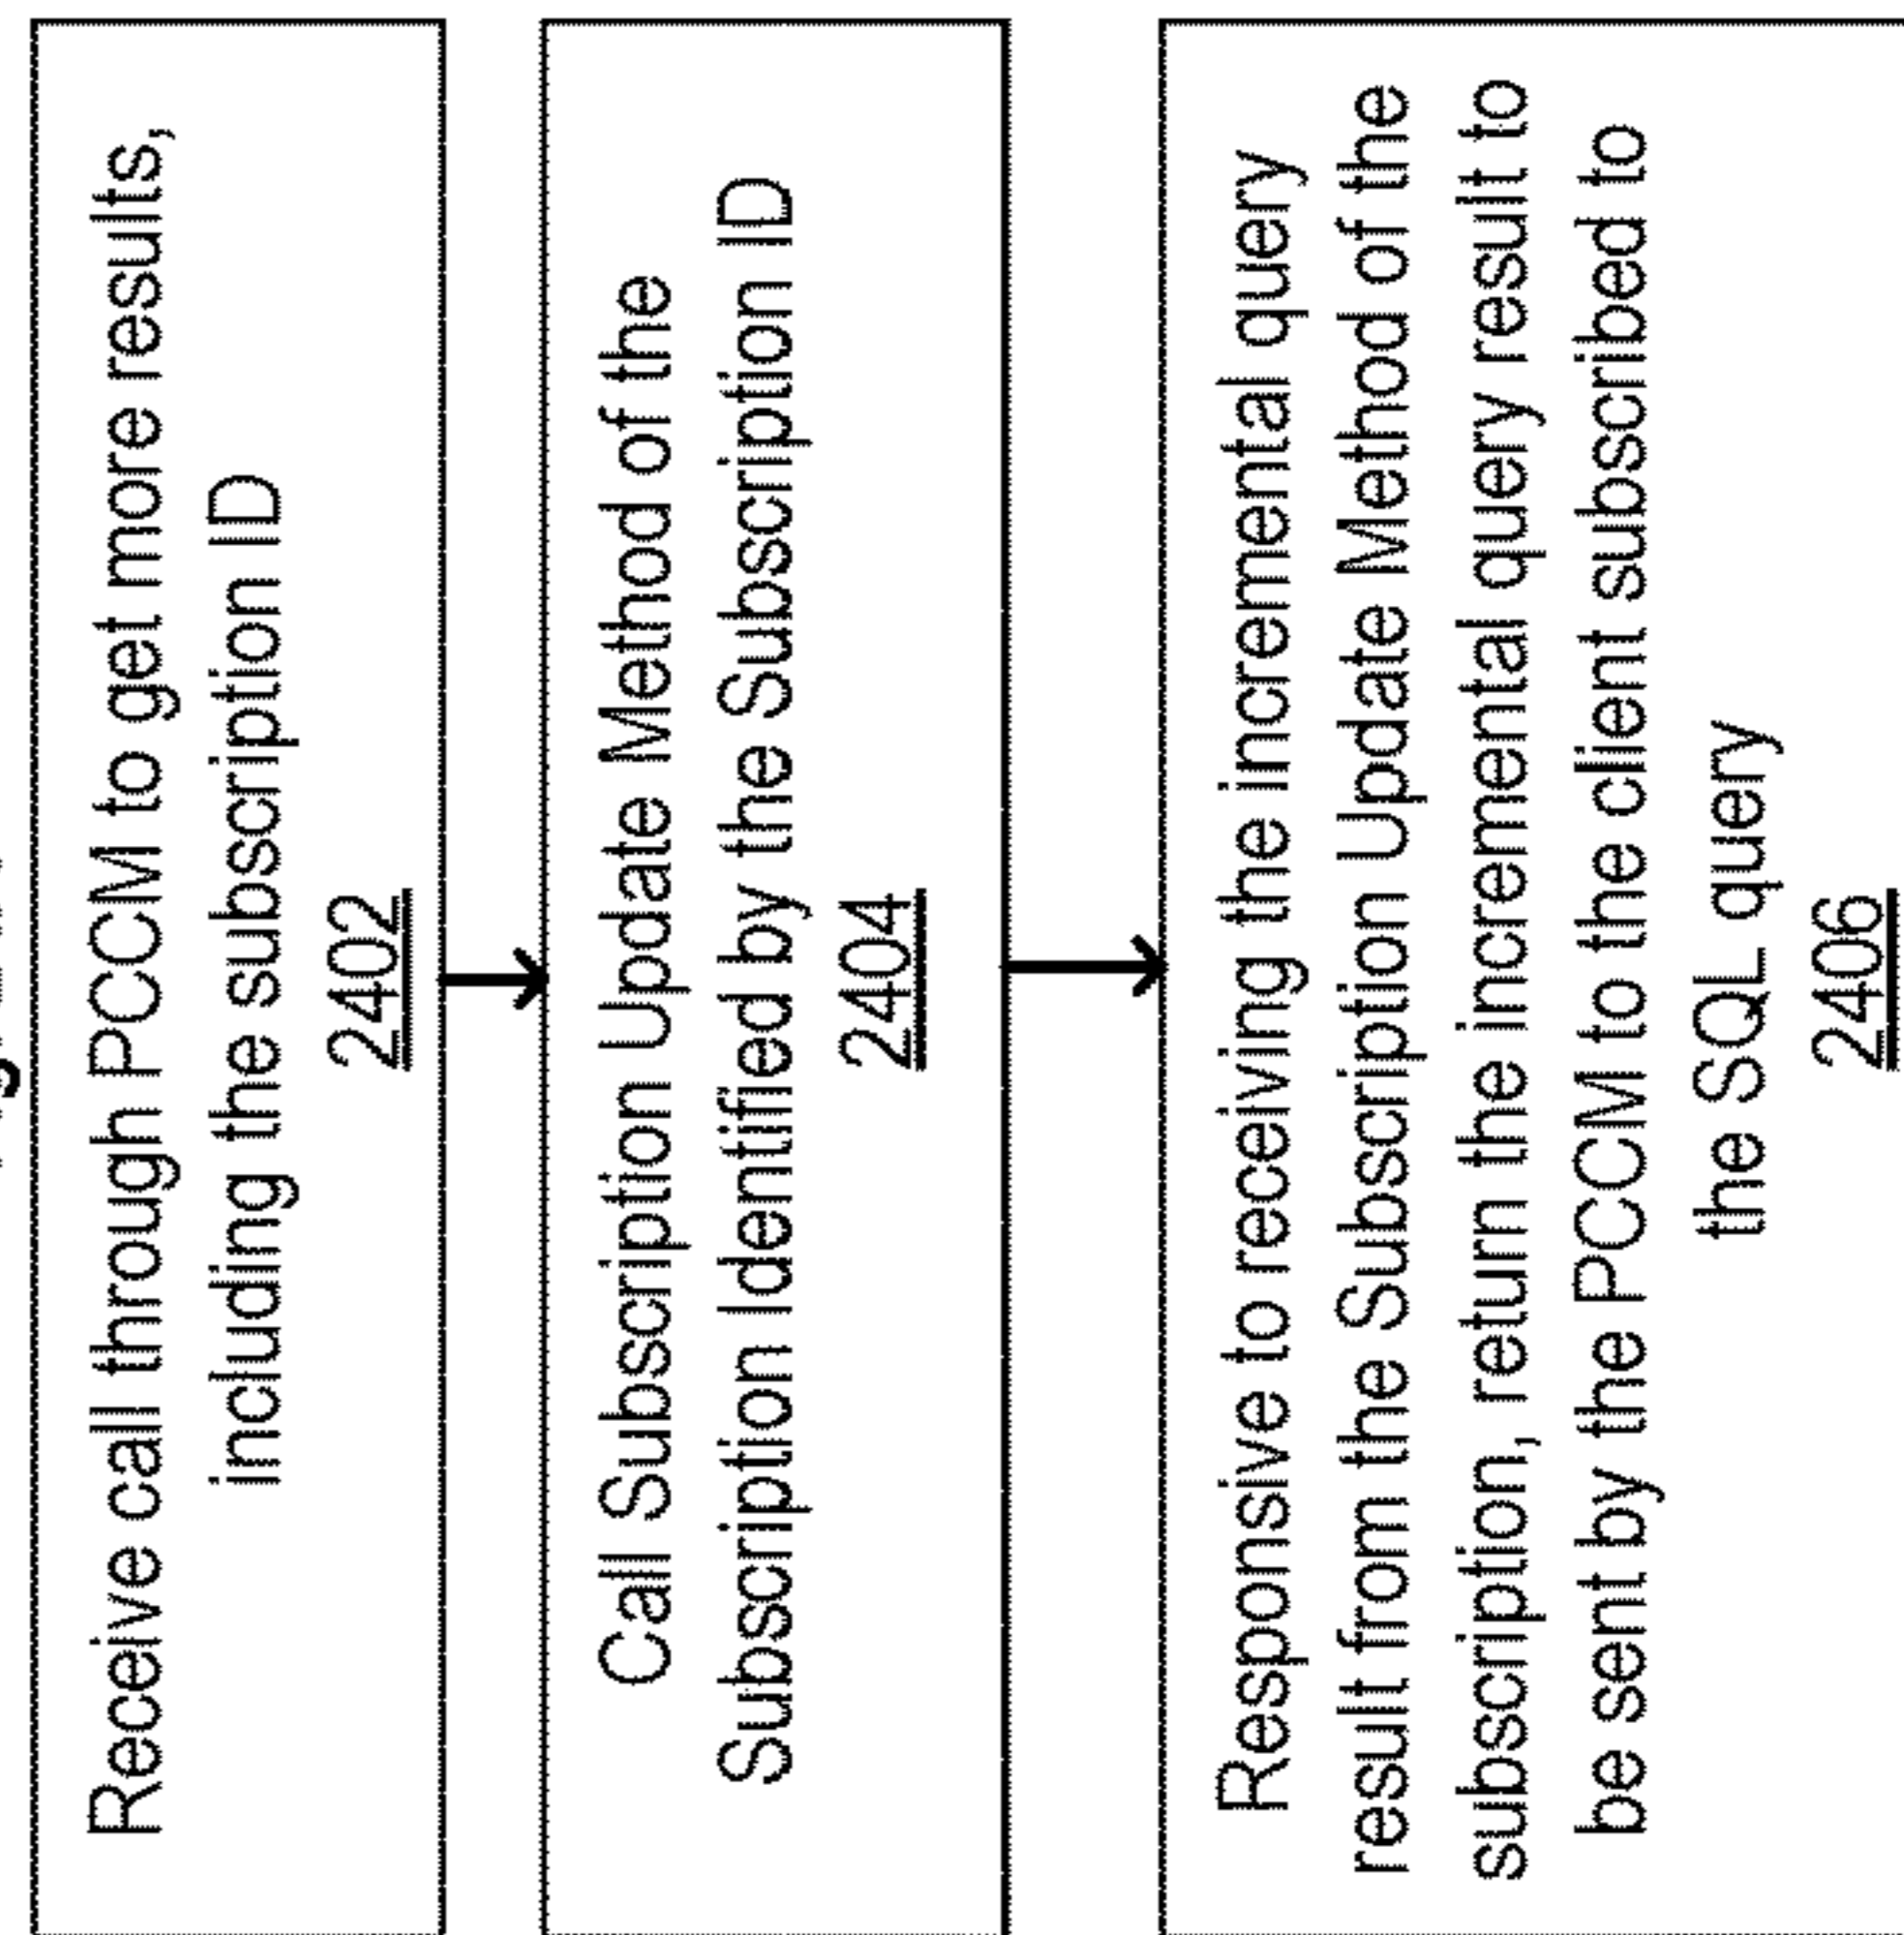 Receive call through PCCM to get more results,
including the subscription ID
2402
Call Subscription Update Method of the
Subscription Identified by the Subscription ID
2404
Responsive to receiving the incremental query
result from the Subscription Update Method of the
subscription, return the incremental query result to
be sent by the PCCM to the client subscribed to
the SQL query
2406